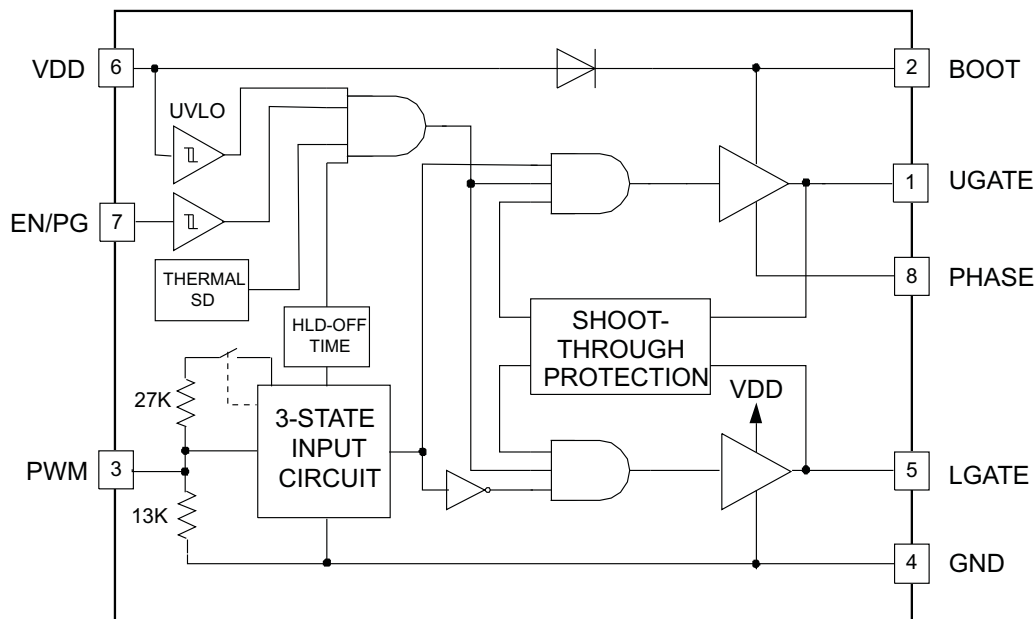 VDD
6
2
BOOT
UVLO
1
UGATE
EN/PG
7
8
PHASE
THERMAL
SD
HLD-OFF
TIME
SHOOT-
THROUGH
PROTECTION
27K
VDD
3-STATE
INPUT
CIRCUIT
PWM
3
5
LGATE
13K
4
GND